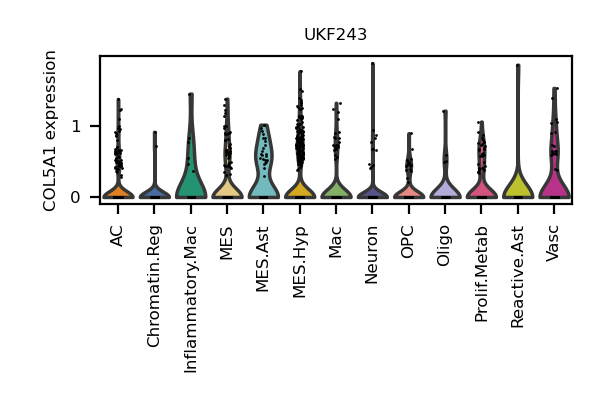 UKF243
COL5A1 expression
1
0
AC
Chromatin.Reg
Inflammatory.Mac
MES
MES.Ast
MES.Hyp
Mac
Neuron
OPC
Oligo
Prolif.Metab
Reactive.Ast
Vasc